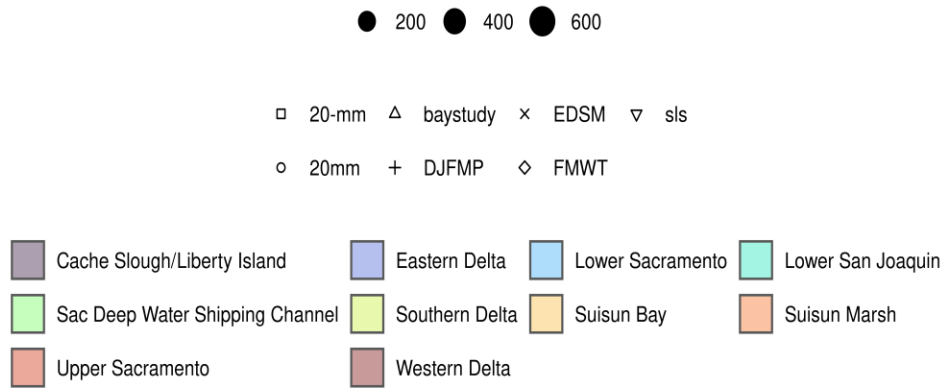 200 400 600
20-mm baystudy EDSM sls
20mm DJFMP FMWT
Cache Slough/Liberty Island Eastern Delta Lower Sacramento Lower San Joaquin
Sac Deep Water Shipping Channel Southern Delta Suisun Bay Suisun Marsh
Upper Sacramento Western Delta